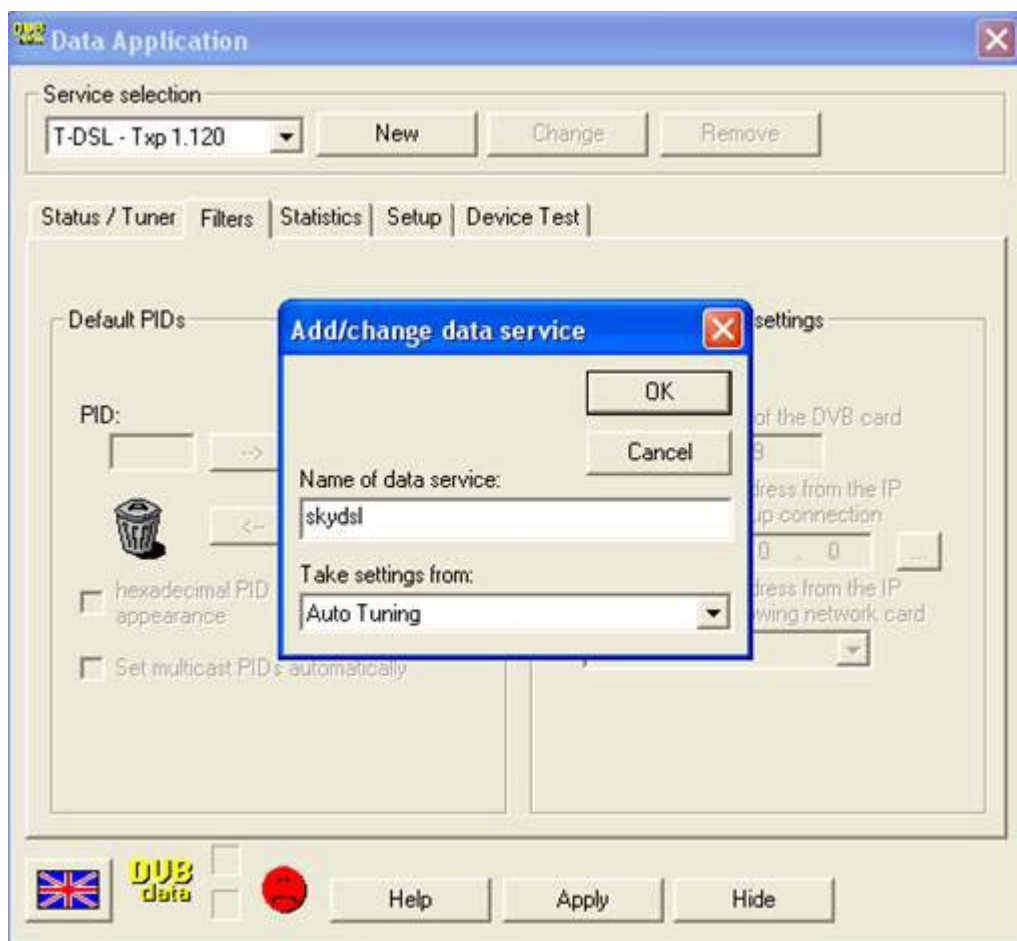 Data Application
Service selection
T-DSL - Txp 1.120
New
Change
Remove
Status / Tuner
Filters
Statistics
Setup
Device Test
Default PIDs
settings
Add/change data service
OK
Cancel
PID:
-->
of the DVB card
Name of data service:
dress from the IP
skydsl
<--
up connection
0 . 0
...
Take settings from:
hexadecimal PID
appearance
dress from the IP
Auto Tuning
wing network card
Set multicast PIDs automatically
DVB
data
Help
Apply
Hide